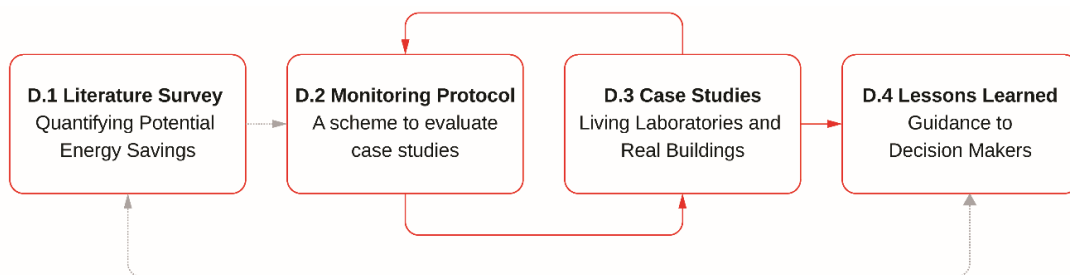 D.1 Literature Survey
Quantifying Potential
Energy Savings
D.2 Monitoring Protocol
A scheme to evaluate
case studies
D.3 Case Studies
Living Laboratories and
Real Buildings
D.4 Lessons Learned
Guidance to
Decision Makers